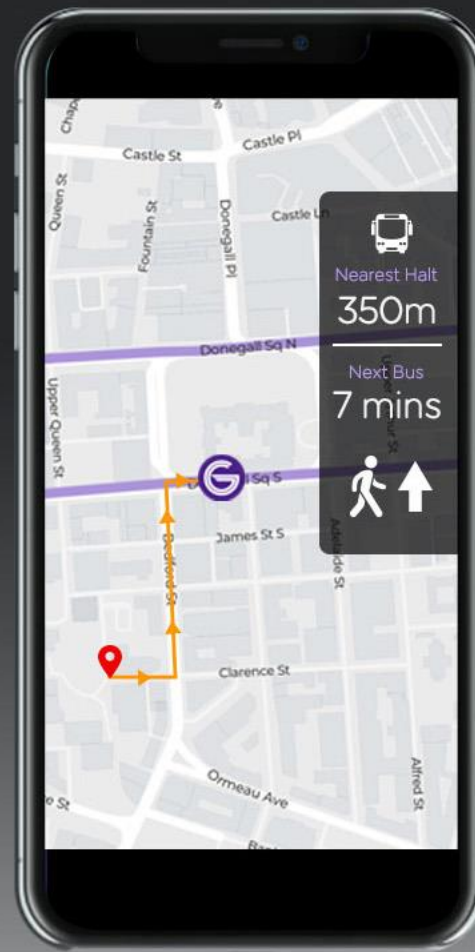 Castle St
Castle Pl
Queen St
Fountain St
Donegall Pl
Castle Ln
Nearest Halt
350m
Donegall Sq N
Next Bus
7 mins
Upper Queen St
G
Sq S
James St S
Bedford St
Adelaide St
Clarence St
Ormeau Ave
Alfred St